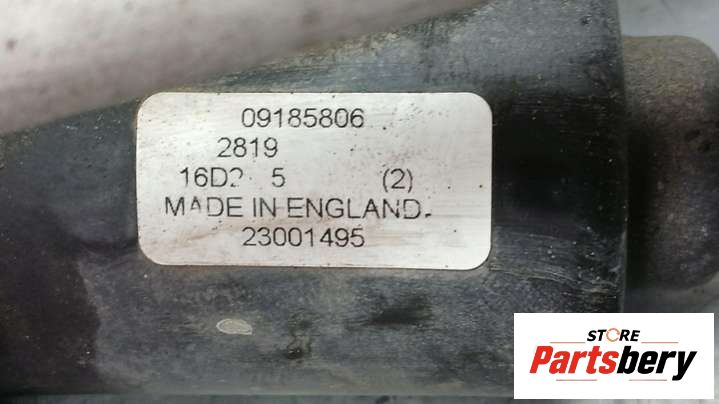 09185806
2819
16D2 5 (2)
MADE IN ENGLAND.
23001495
STORE
Partsbery